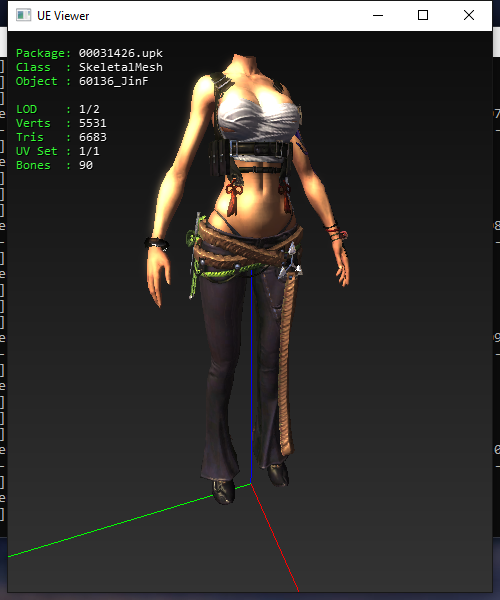 UE Viewer
Package: 00031426.upk
Class : SkeletalMesh
Object : 60136_JinF
LOD : 1/2
Verts : 5531
Tris : 6683
UV Set : 1/1
Bones : 90